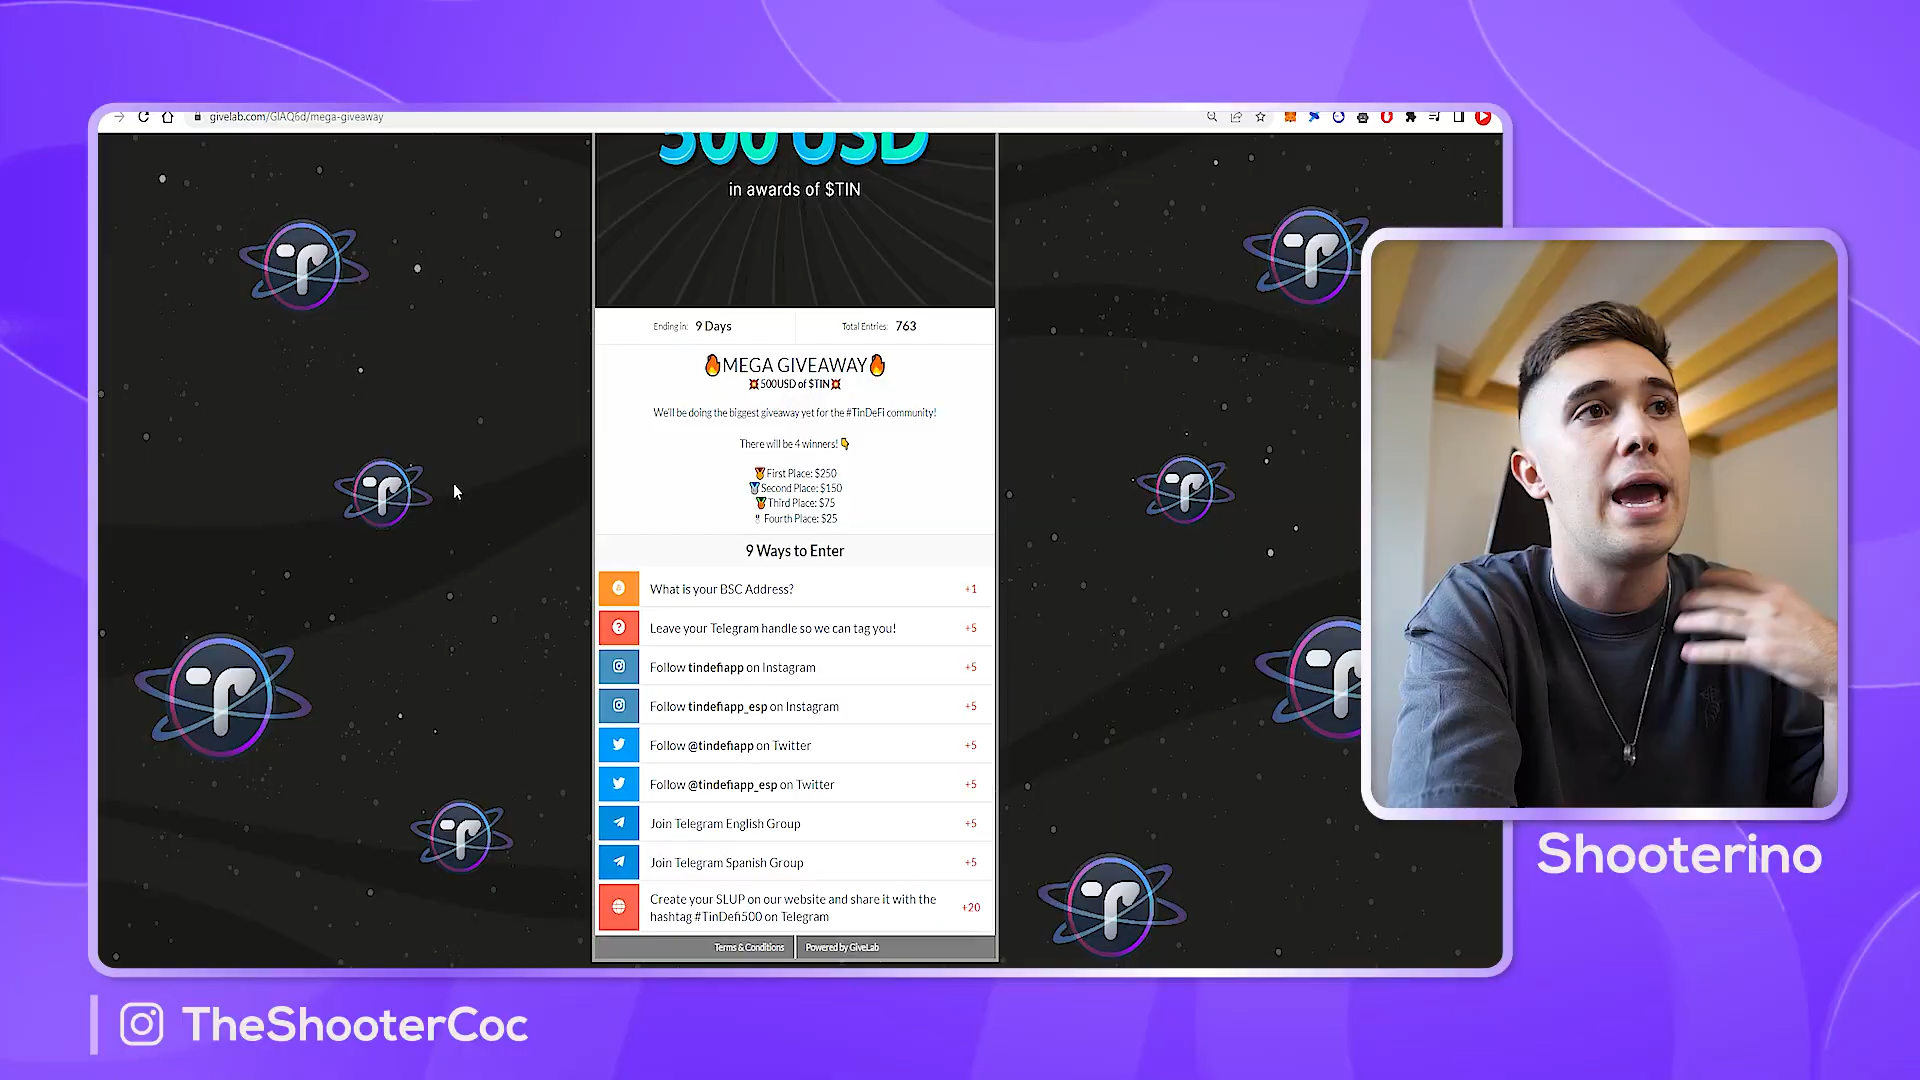 givelab.com/GlAQ6d/mega-giveaway
500 USD
in awards of $TIN
Ending in: 9 Days
Total Entries: 763
🔥MEGA GIVEAWAY🔥
💥500USD of $TIN💥
We'll be doing the biggest giveaway yet for the #TinDeFi community!
There will be 4 winners!👇
🥇First Place: $250
🥈Second Place: $150
🥉Third Place: $75
Fourth Place: $25
9 Ways to Enter
What is your BSC Address? +1
Leave your Telegram handle so we can tag you! +5
Follow tindefiapp on Instagram +5
Follow tindefiapp_esp on Instagram +5
Follow @tindefiapp on Twitter +5
Follow @tindefiapp_esp on Twitter +5
Join Telegram English Group +5
Join Telegram Spanish Group +5
Create your SLUP on our website and share it with the
hashtag #TinDefi500 on Telegram +20
Terms & Conditions
Powered by GiveLab
Shooterino
TheShooterCoc